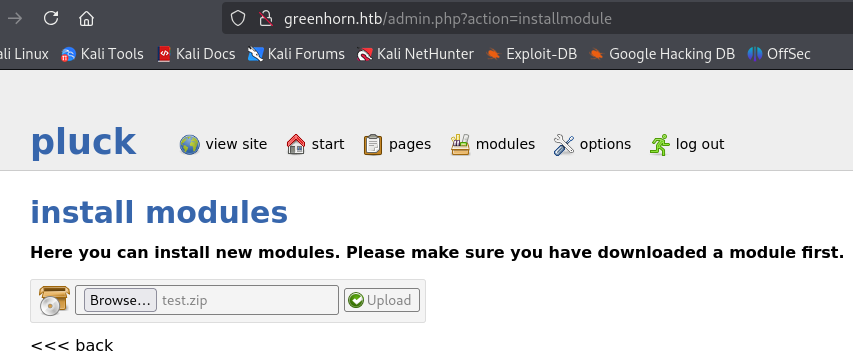 greenhorn.htb/admin.php?action=installmodule
ali Linux Kali Tools Kali Docs Kali Forums Kali NetHunter Exploit-DB Google Hacking DB OffSec
pluck view site start pages modules options log out
install modules
Here you can install new modules. Please make sure you have downloaded a module first.
Browse... test.zip Upload
<<< back